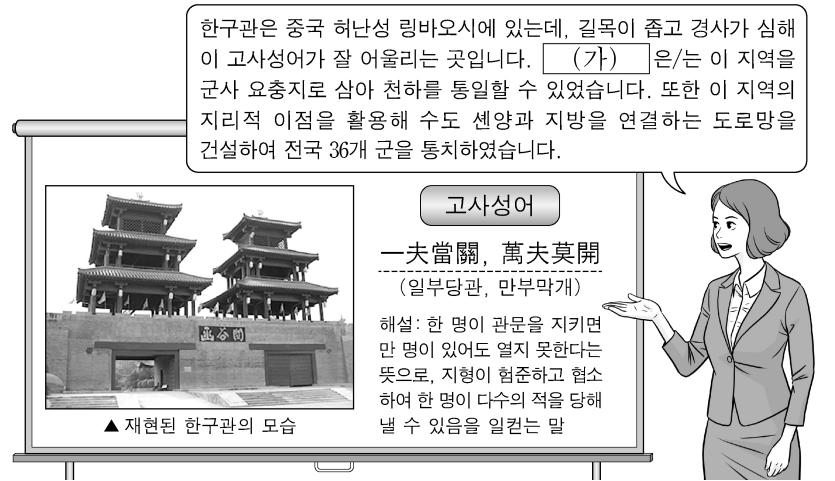 한구관은 중국 허난성 링바오시에 있는데, 길목이 좁고 경사가 심해
이 고사성어가 잘 어울리는 곳입니다. (가) 은/는 이 지역을
군사 요충지로 삼아 천하를 통일할 수 있었습니다. 또한 이 지역의
지리적 이점을 활용해 수도 셴양과 지방을 연결하는 도로망을
건설하여 전국 36개 군을 통치하였습니다.
고사성어
一夫當關, 萬夫莫開
(일부당관, 만부막개)
해설: 한 명이 관문을 지키면
만 명이 있어도 열지 못한다는
뜻으로, 지형이 험준하고 협소
하여 한 명이 다수의 적을 당해
낼 수 있음을 일컫는 말
函谷關
▲ 재현된 한구관의 모습